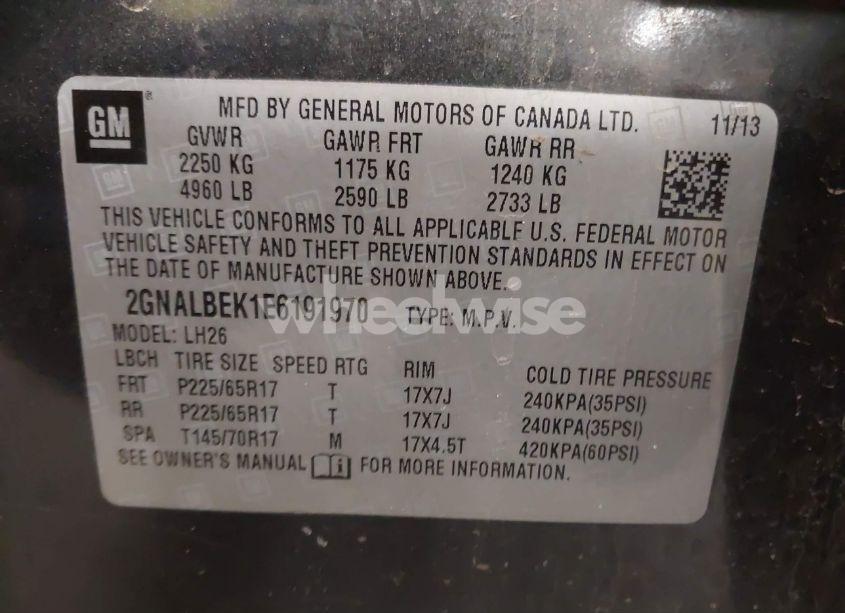 GM
MFD BY GENERAL MOTORS OF CANADA LTD. 11/13
GVWR GAWR FRT GAWR RR
2250 KG 1175 KG 1240 KG
4960 LB 2590 LB 2733 LB
THIS VEHICLE CONFORMS TO ALL APPLICABLE U.S. FEDERAL MOTOR
VEHICLE SAFETY AND THEFT PREVENTION STANDARDS IN EFFECT ON
THE DATE OF MANUFACTURE SHOWN ABOVE.
2GNALBEK1E6191970 TYPE: M.P.V.
wheelwise
MODEL: LH26
LBCH TIRE SIZE SPEED RTG RIM COLD TIRE PRESSURE
FRT P225/65R17 T 17X7J 240KPA(35PSI)
RR P225/65R17 T 17X7J 240KPA(35PSI)
SPA T145/70R17 M 17X4.5T 420KPA(60PSI)
SEE OWNER'S MANUAL FOR MORE INFORMATION.